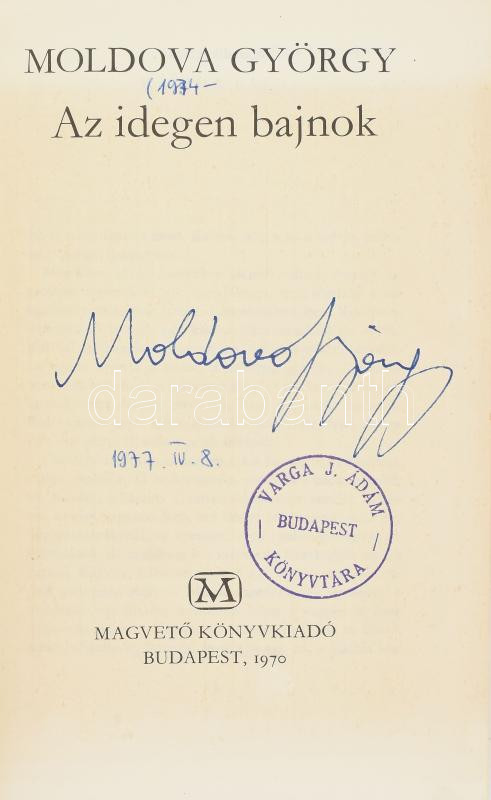 MOLDOVA GYÖRGY
(1934-
Az idegen bajnok
Moldova György
darabanth
1977. IV. 8.
VARGA J. ÁDÁM
BUDAPEST
KÖNYVTÁRA
M
MAGVETŐ KÖNYVKIADÓ
BUDAPEST, 1970